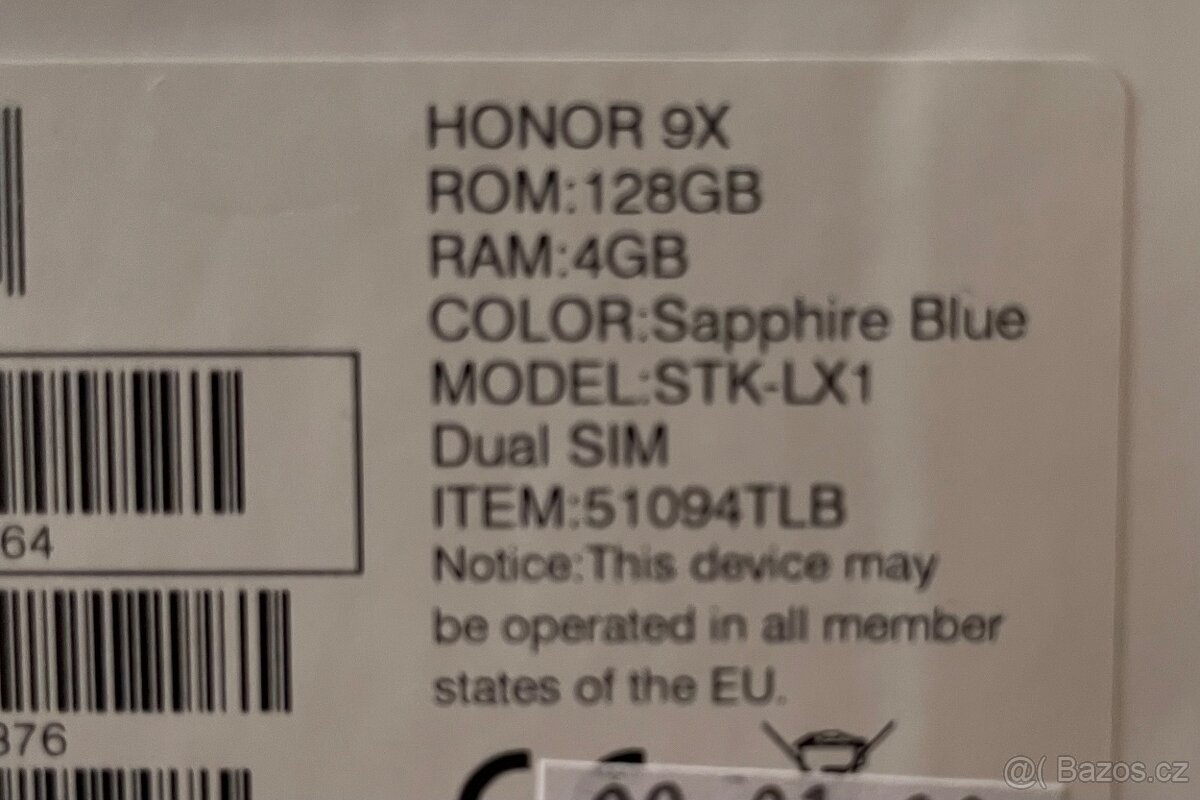 HONOR 9X
ROM:128GB
RAM:4GB
COLOR:Sapphire Blue
MODEL:STK-LX1
Dual SIM
ITEM:51094TLB
Notice:This device may
be operated in all member
states of the EU.
64
876
@( Bazos.cz